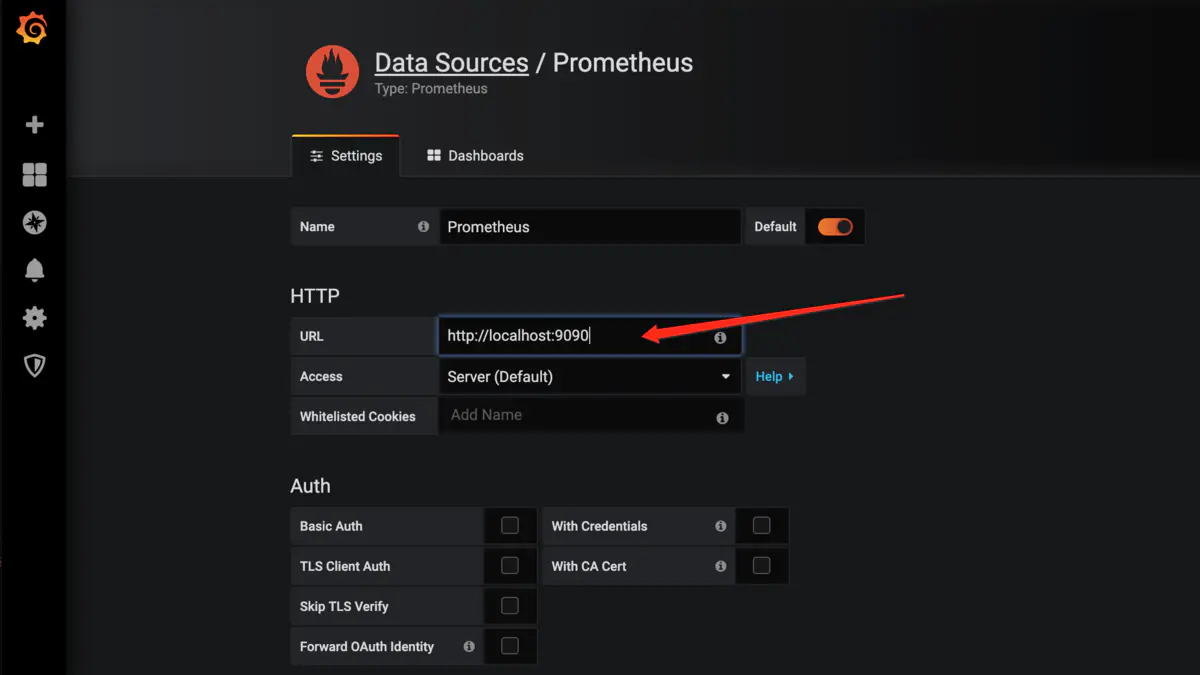 Data Sources / Prometheus
Type: Prometheus
Settings
Dashboards
Name
Prometheus
Default
HTTP
URL
http://localhost:9090
Access
Server (Default)
Help
Whitelisted Cookies
Add Name
Auth
Basic Auth
With Credentials
TLS Client Auth
With CA Cert
Skip TLS Verify
Forward OAuth Identity